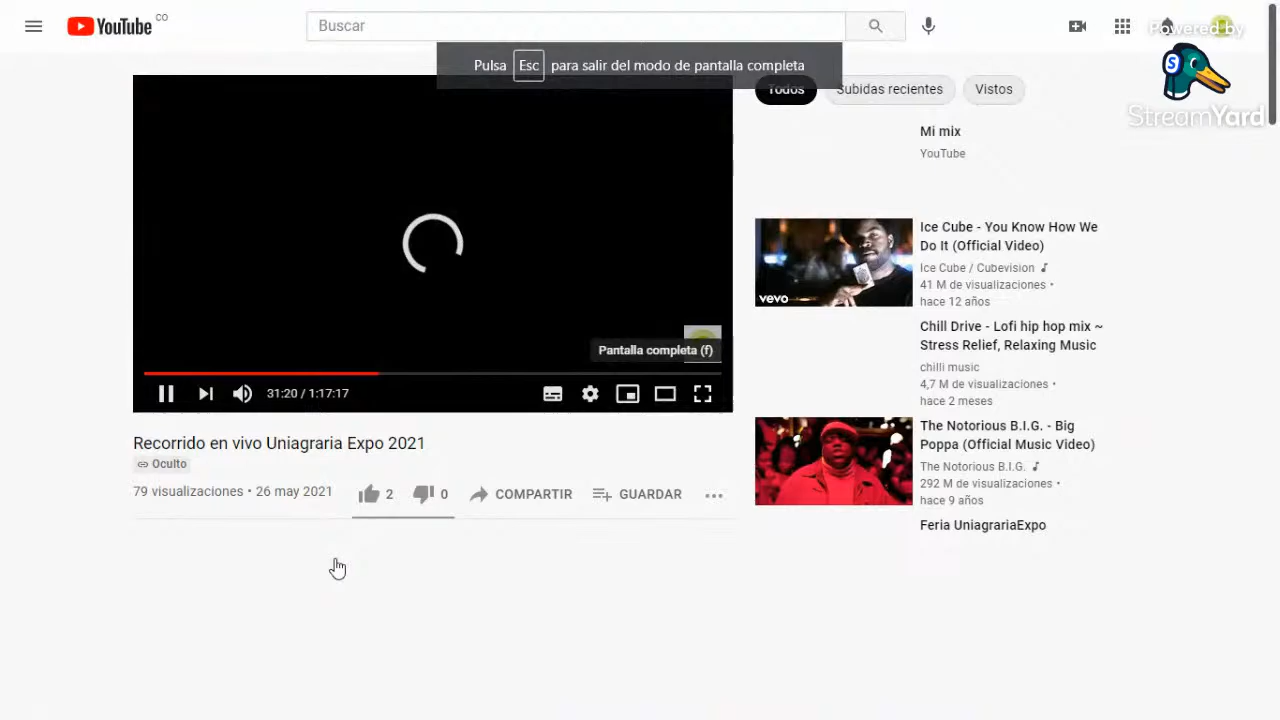 YouTube CO
Buscar
Powered by
StreamYard
Pulsa Esc para salir del modo de pantalla completa
Todos
Subidas recientes
Vistos
Mi mix
YouTube
Ice Cube - You Know How We
Do It (Official Video)
Ice Cube / Cubevision
41 M de visualizaciones •
hace 12 años
vevo
Chill Drive - Lofi hip hop mix ~
Stress Relief, Relaxing Music
chilli music
4,7 M de visualizaciones •
hace 2 meses
The Notorious B.I.G. - Big
Poppa (Official Music Video)
The Notorious B.I.G.
292 M de visualizaciones •
hace 9 años
Feria UniagrariaExpo
Pantalla completa (f)
31:20 / 1:17:17
Recorrido en vivo Uniagraria Expo 2021
Oculto
79 visualizaciones • 26 may 2021
2
0
COMPARTIR
GUARDAR